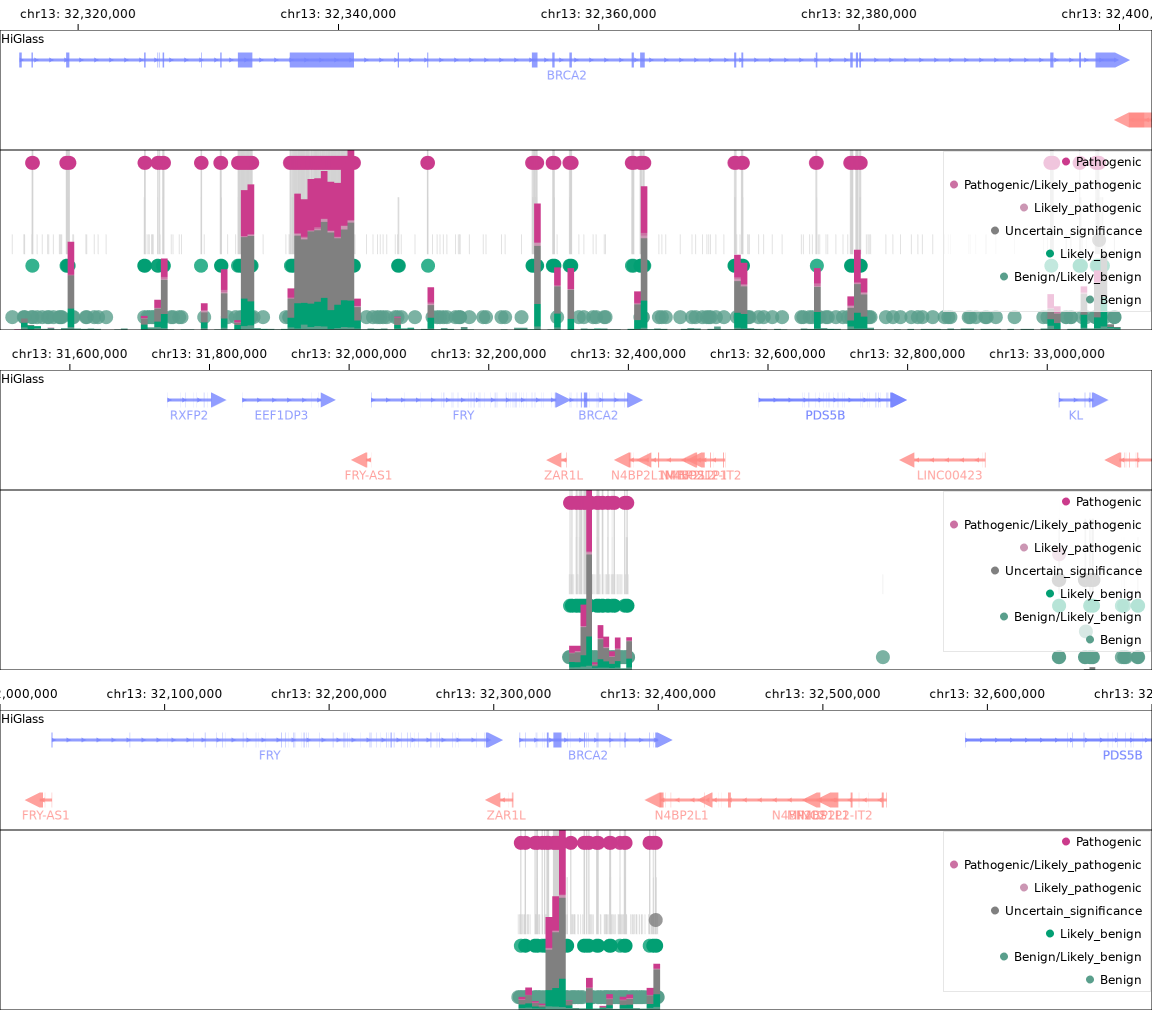 chr13: 32,320,000 chr13: 32,340,000 chr13: 32,360,000 chr13: 32,380,000 chr13: 32,400,
HiGlass
BRCA2
Pathogenic
Pathogenic/Likely_pathogenic
Likely_pathogenic
Uncertain_significance
Likely_benign
Benign/Likely_benign
Benign
chr13: 31,600,000 chr13: 31,800,000 chr13: 32,000,000 chr13: 32,200,000 chr13: 32,400,000 chr13: 32,600,000 chr13: 32,800,000 chr13: 33,000,000
HiGlass
RXFP2 EEF1DP3 FRY BRCA2 PDS5B KL
FRY-AS1 ZAR1L N4BP2L1 LINC00423
Pathogenic
Pathogenic/Likely_pathogenic
Likely_pathogenic
Uncertain_significance
Likely_benign
Benign/Likely_benign
Benign
:,000,000 chr13: 32,100,000 chr13: 32,200,000 chr13: 32,300,000 chr13: 32,400,000 chr13: 32,500,000 chr13: 32,600,000 chr13: 32
HiGlass
FRY BRCA2 PDS5B
FRY-AS1 ZAR1L N4BP2L1
Pathogenic
Pathogenic/Likely_pathogenic
Likely_pathogenic
Uncertain_significance
Likely_benign
Benign/Likely_benign
Benign